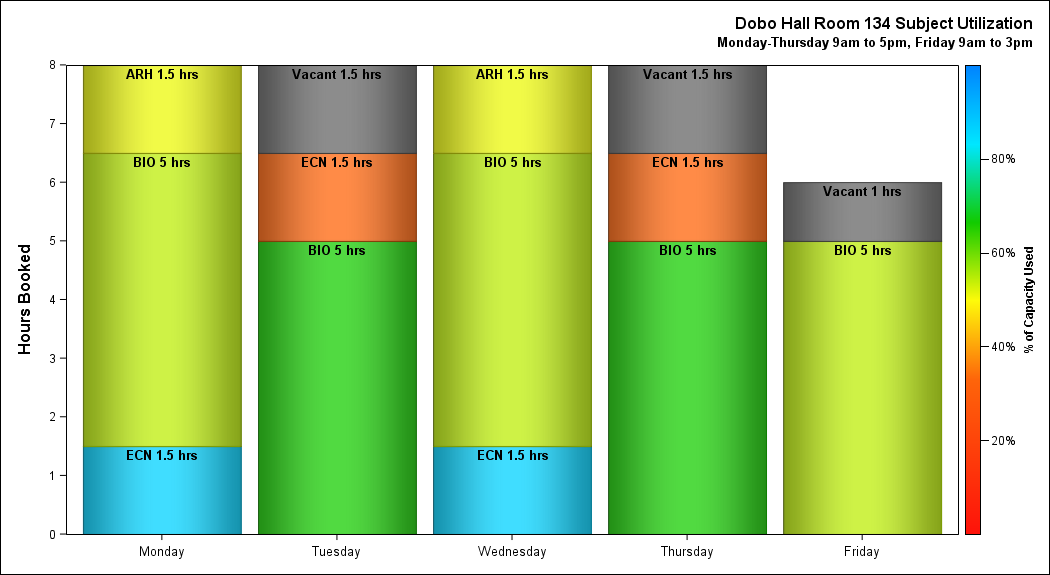 Dobo Hall Room 134 Subject Utilization
Monday-Thursday 9am to 5pm, Friday 9am to 3pm
Hours Booked
8
7
6
5
4
3
2
1
0
ARH 1.5 hrs
BIO 5 hrs
ECN 1.5 hrs
Vacant 1.5 hrs
ECN 1.5 hrs
BIO 5 hrs
ARH 1.5 hrs
BIO 5 hrs
ECN 1.5 hrs
Vacant 1.5 hrs
ECN 1.5 hrs
BIO 5 hrs
Vacant 1 hrs
BIO 5 hrs
Monday
Tuesday
Wednesday
Thursday
Friday
80%
60%
40%
20%
% of Capacity Used